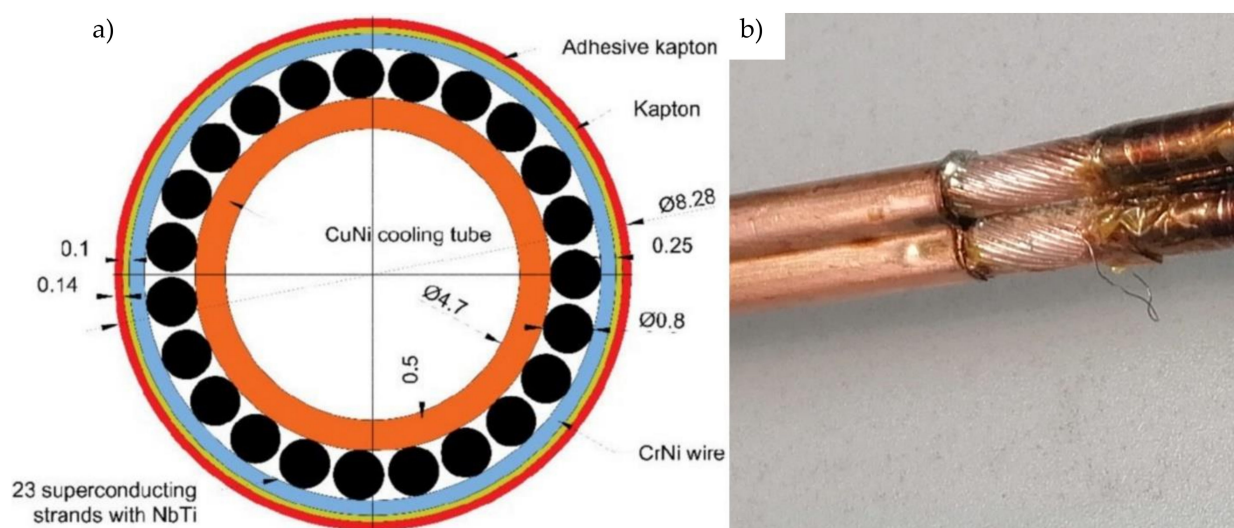 a)
b)
Adhesive kapton
Kapton
Ø8.28
0.25
CuNi cooling tube
0.1
0.14
Ø4.7
Ø0.8
0.5
CrNi wire
23 superconducting
strands with NbTi